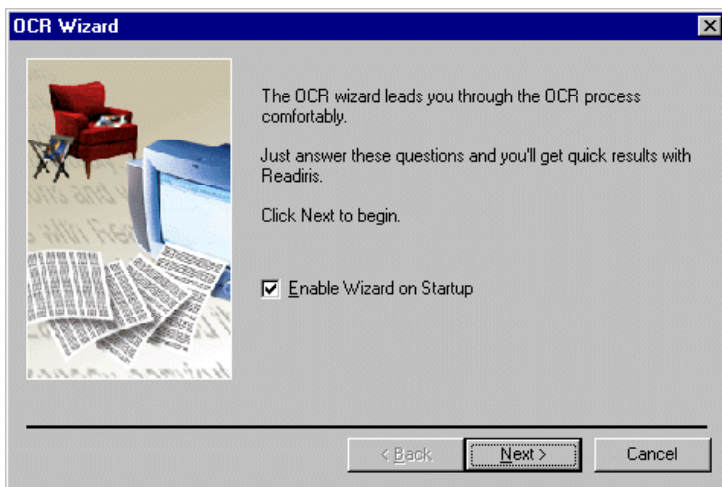 OCR Wizard
The OCR wizard leads you through the OCR process
comfortably.
Just answer these questions and you'll get quick results with
Readiris.
Click Next to begin.
Enable Wizard on Startup
< Back
Next >
Cancel